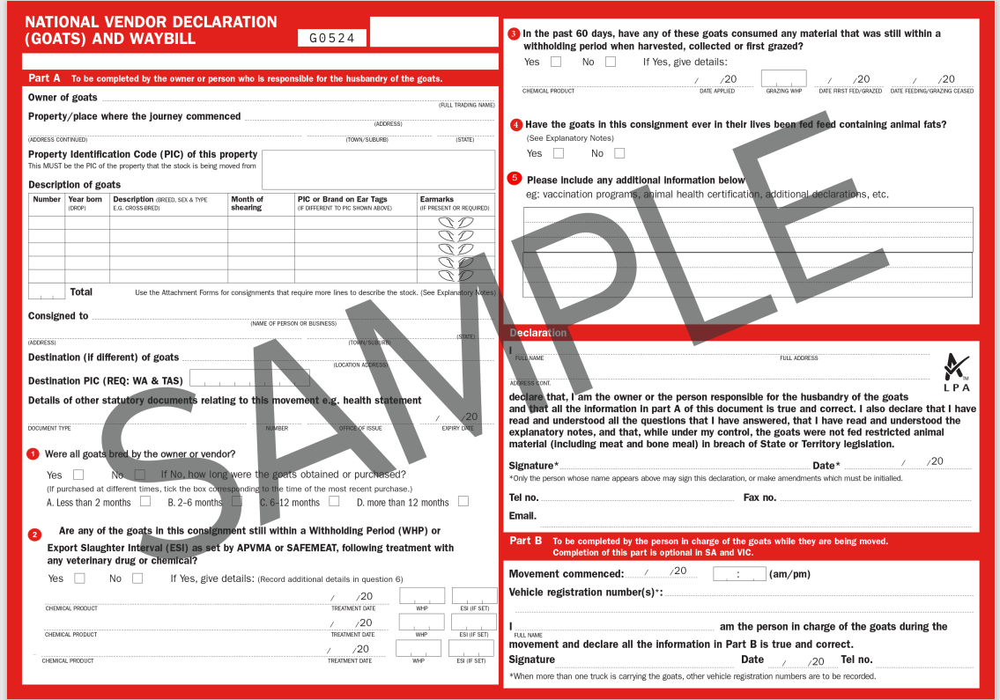 NATIONAL VENDOR DECLARATION
(GOATS) AND WAYBILL
G0524
Part A To be completed by the owner or person who is responsible for the husbandry of the goats.
Owner of goats
(FULL TRADING NAME)
Property/place where the journey commenced
(ADDRESS)
(ADDRESS CONTINUED) (TOWN/SUBURB) (STATE)
Property Identification Code (PIC) of this property
This MUST be the PIC of the property that the stock is being moved from
Description of goats
Number Year born Description (BREED, SEX & TYPE Month of PIC or Brand on Ear Tags Earmarks
(DROP) E.G. CROSS-BRED) shearing (IF DIFFERENT TO PIC SHOWN ABOVE) (IF PRESENT OR REQUIRED)
Total Use the Attachment Forms for consignments that require more lines to describe the stock. (See Explanatory Notes)
Consigned to
(NAME OF PERSON OR BUSINESS)
(STATE)
(ADDRESS) (TOWN/SUBURB)
Destination (if different) of goats
(LOCATION ADDRESS)
Destination PIC (REQ: WA & TAS)
Details of other statutory documents relating to this movement e.g. health statement
/ /20
DOCUMENT TYPE NUMBER OFFICE OF ISSUE EXPIRY DATE
1 Were all goats bred by the owner or vendor?
Yes No If No, how long were the goats obtained or purchased?
(If purchased at different times, tick the box corresponding to the time of the most recent purchase.)
A. Less than 2 months B. 2–6 months C. 6–12 months D. more than 12 months
2 Are any of the goats in this consignment still within a Withholding Period (WHP) or
Export Slaughter Interval (ESI) as set by APVMA or SAFEMEAT, following treatment with
any veterinary drug or chemical?
Yes No If Yes, give details: (Record additional details in question 6)
/ /20
CHEMICAL PRODUCT TREATMENT DATE WHP ESI (IF SET)
/ /20
CHEMICAL PRODUCT TREATMENT DATE WHP ESI (IF SET)
/ /20
CHEMICAL PRODUCT TREATMENT DATE WHP ESI (IF SET)
3 In the past 60 days, have any of these goats consumed any material that was still within a
withholding period when harvested, collected or first grazed?
Yes No If Yes, give details:
/ /20 / /20 / /20
CHEMICAL PRODUCT DATE APPLIED GRAZING WHP DATE FIRST FED/GRAZED DATE FEEDING/GRAZING CEASED
4 Have the goats in this consignment ever in their lives been fed feed containing animal fats?
(See Explanatory Notes)
Yes No
5 Please include any additional information below
eg: vaccination programs, animal health certification, additional declarations, etc.
Declaration
I
FULL NAME FULL ADDRESS
ADDRESS CONT.
TM
LPA
declare that, I am the owner or the person responsible for the husbandry of the goats
and that all the information in part A of this document is true and correct. I also declare that I have
read and understood all the questions that I have answered, that I have read and understood the
explanatory notes, and that, while under my control, the goats were not fed restricted animal
material (including meat and bone meal) in breach of State or Territory legislation.
Signature* Date* / /20
*Only the person whose name appears above may sign this declaration, or make amendments which must be initialled.
Tel no. Fax no.
Email.
Part B To be completed by the person in charge of the goats while they are being moved.
Completion of this part is optional in SA and VIC.
Movement commenced: / /20 : (am/pm)
Vehicle registration number(s)*:
I am the person in charge of the goats during the
FULL NAME
movement and declare all the information in Part B is true and correct.
Signature Date / /20 Tel no.
*When more than one truck is carrying the goats, other vehicle registration numbers are to be recorded.
SAMPLE